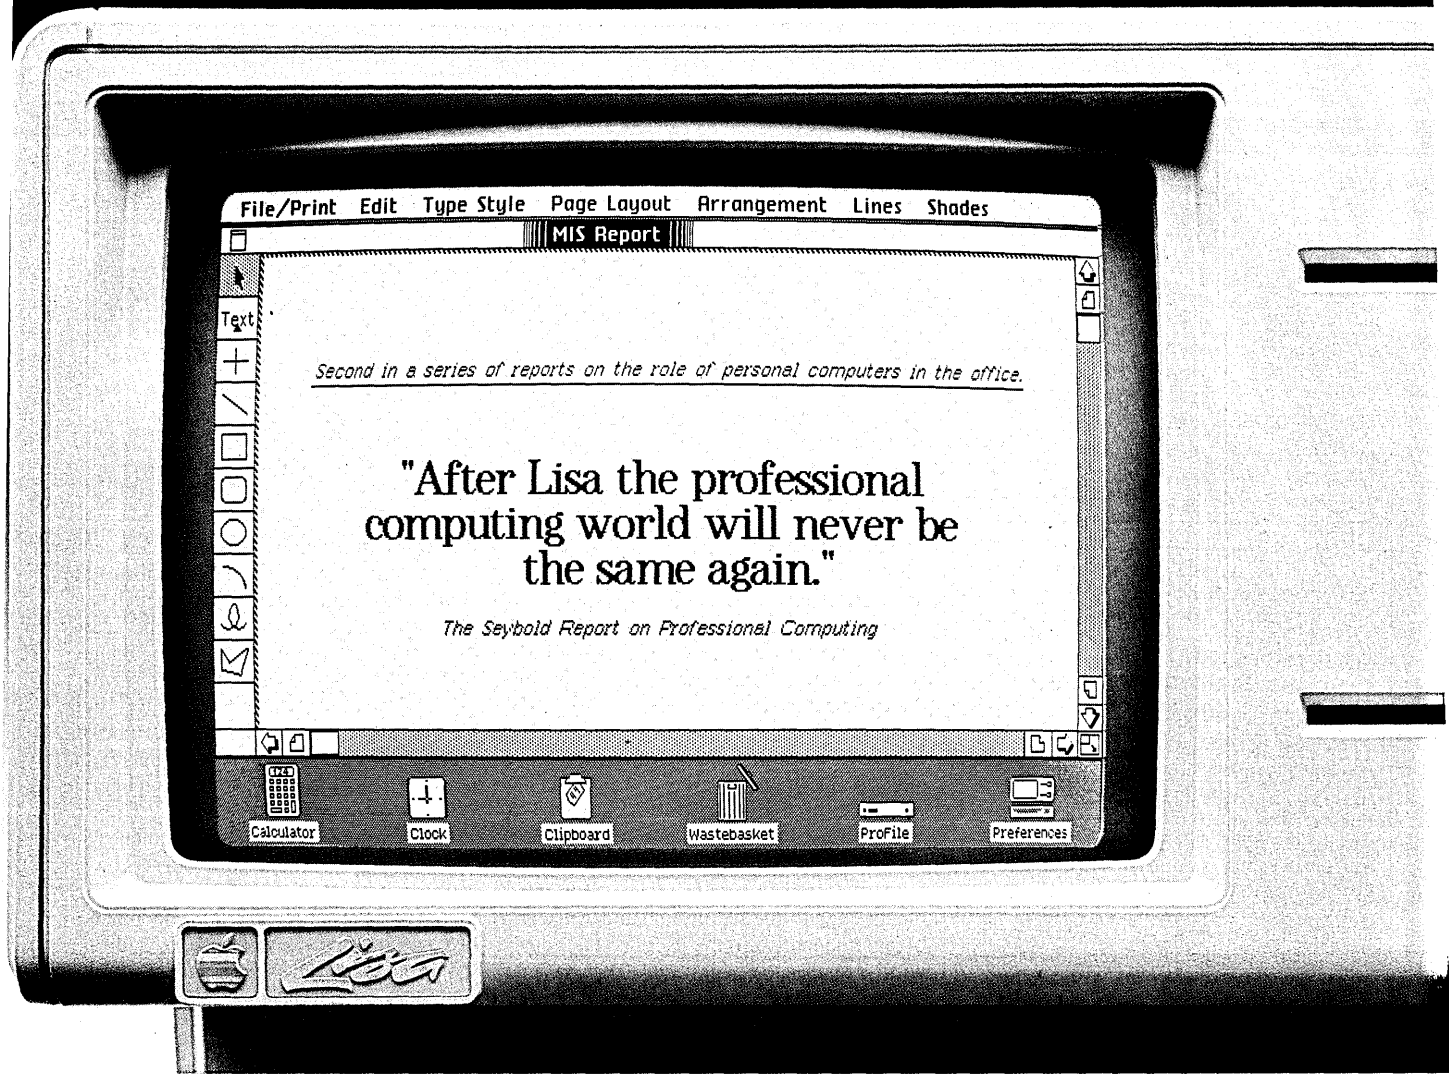 File/Print Edit Type Style Page Layout Arrangement Lines Shades
MIS Report
Text
Second in a series of reports on the role of personal computers in the office.
"After Lisa the professional
computing world will never be
the same again."
The Seybold Report on Professional Computing
Calculator Clock Clipboard Wastebasket ProFile Preferences
Lisa